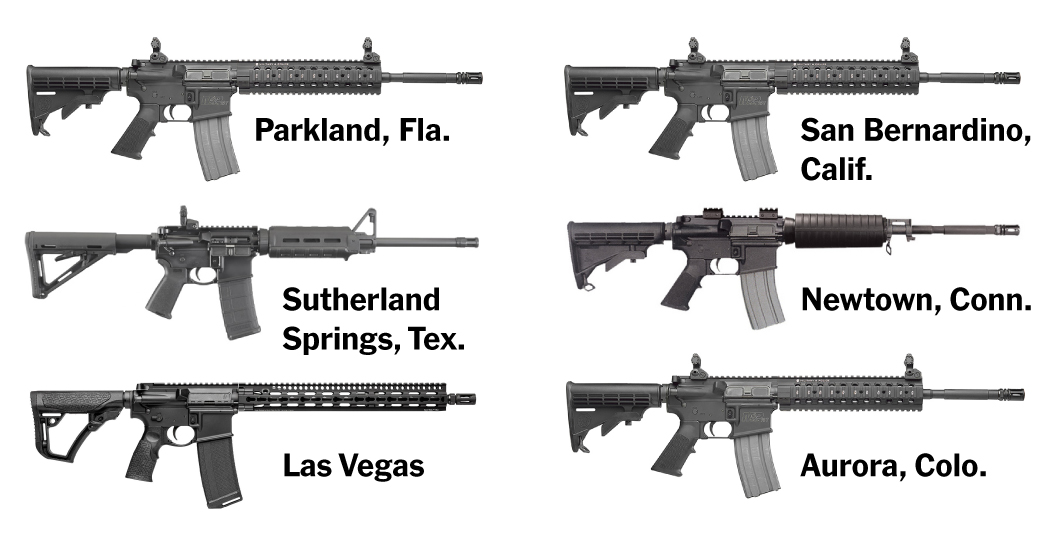 Parkland, Fla.
San Bernardino,
Calif.
Sutherland
Springs, Tex.
Newtown, Conn.
Las Vegas
Aurora, Colo.